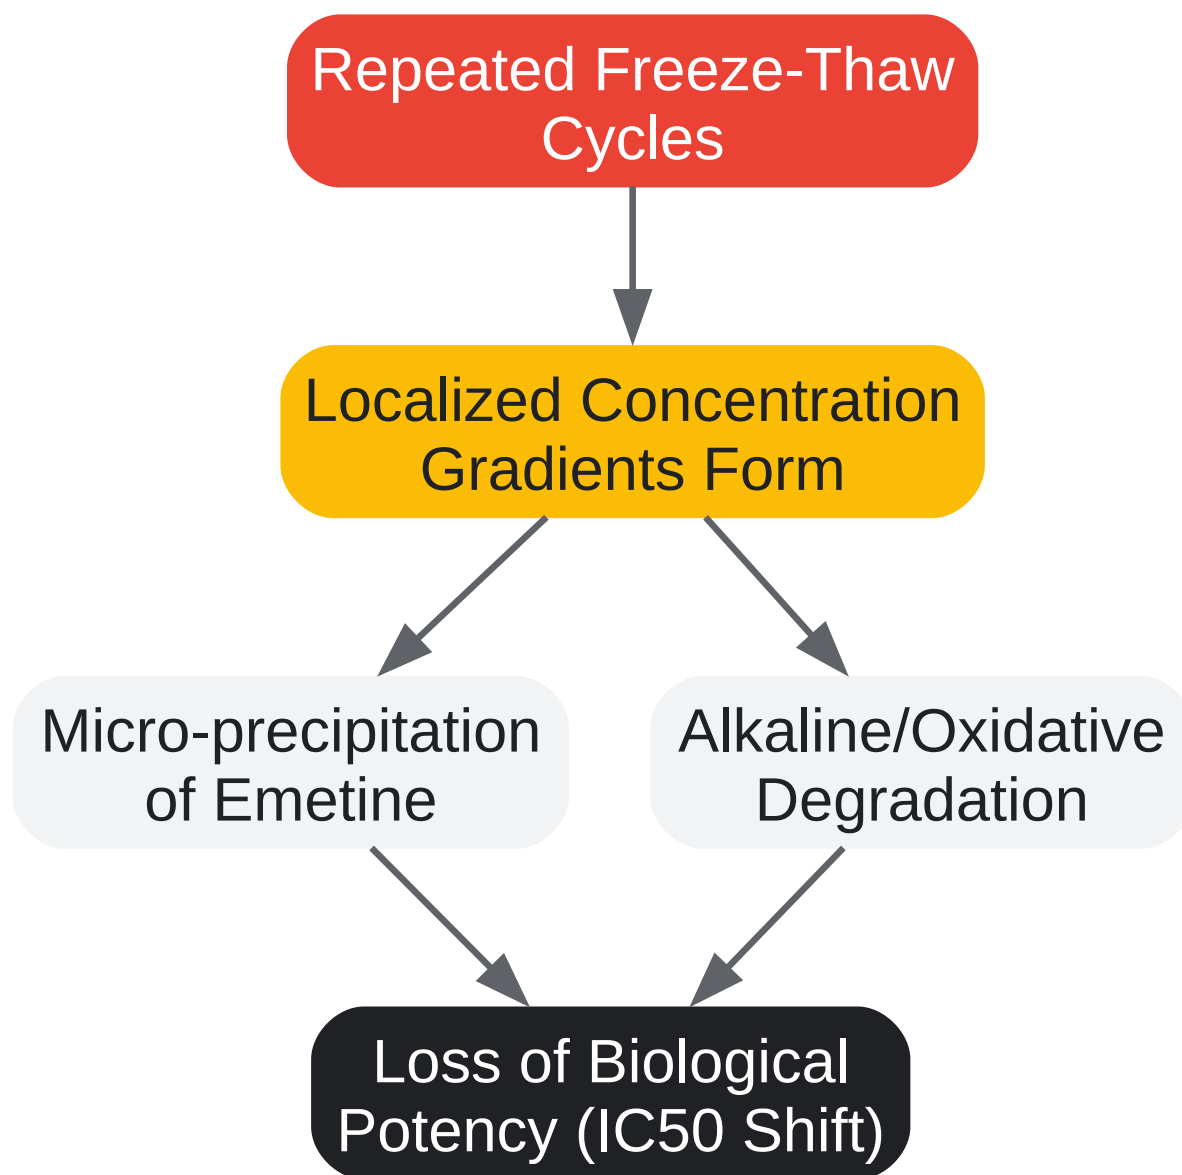 Repeated Freeze-Thaw
Cycles
Localized Concentration
Gradients Form
Micro-precipitation
of Emetine
Alkaline/Oxidative
Degradation
Loss of Biological
Potency (IC50 Shift)